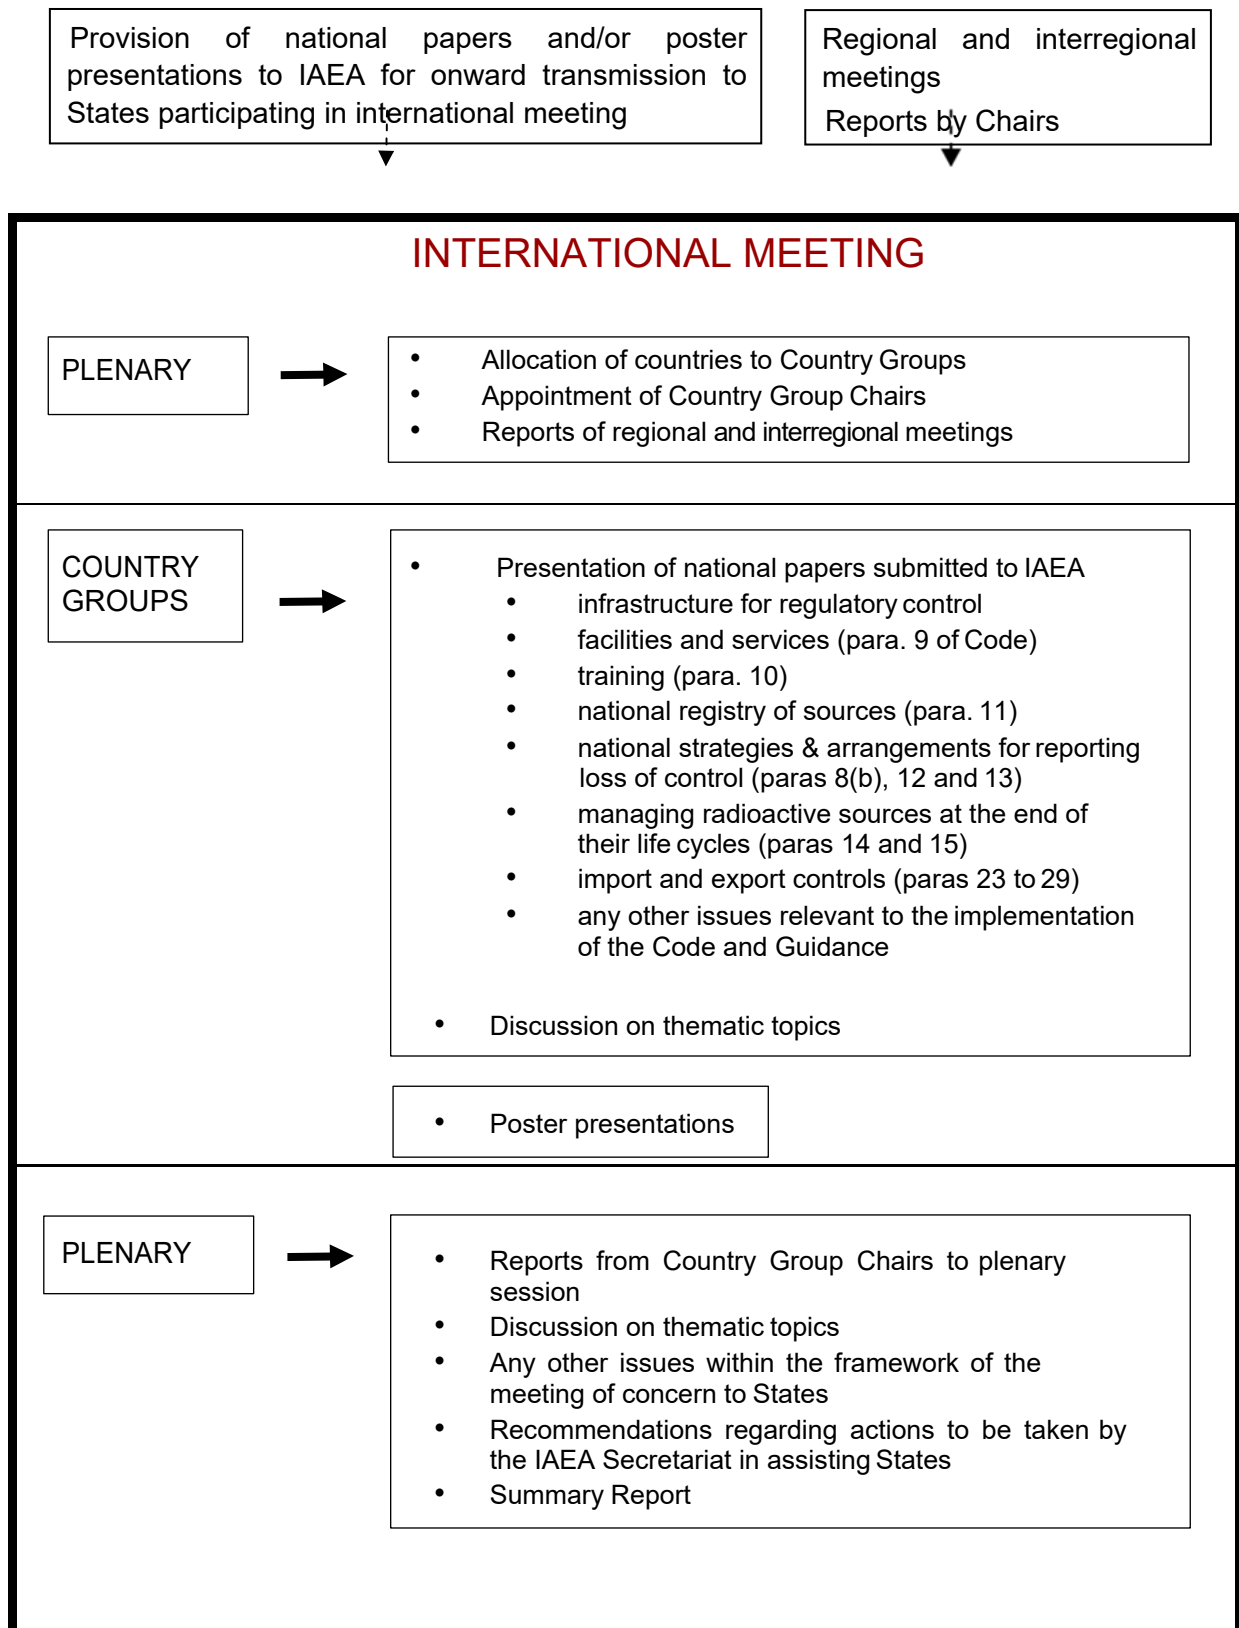 Provision of national papers and/or poster
presentations to IAEA for onward transmission to
States participating in international meeting
Regional and interregional
meetings
Reports by Chairs
INTERNATIONAL MEETING
PLENARY
• Allocation of countries to Country Groups
• Appointment of Country Group Chairs
• Reports of regional and interregional meetings
COUNTRY
GROUPS
• Presentation of national papers submitted to IAEA
• infrastructure for regulatory control
• facilities and services (para. 9 of Code)
• training (para. 10)
• national registry of sources (para. 11)
• national strategies & arrangements for reporting
loss of control (paras 8(b), 12 and 13)
• managing radioactive sources at the end of
their life cycles (paras 14 and 15)
• import and export controls (paras 23 to 29)
• any other issues relevant to the implementation
of the Code and Guidance
• Discussion on thematic topics
• Poster presentations
PLENARY
• Reports from Country Group Chairs to plenary
session
• Discussion on thematic topics
• Any other issues within the framework of the
meeting of concern to States
• Recommendations regarding actions to be taken by
the IAEA Secretariat in assisting States
• Summary Report